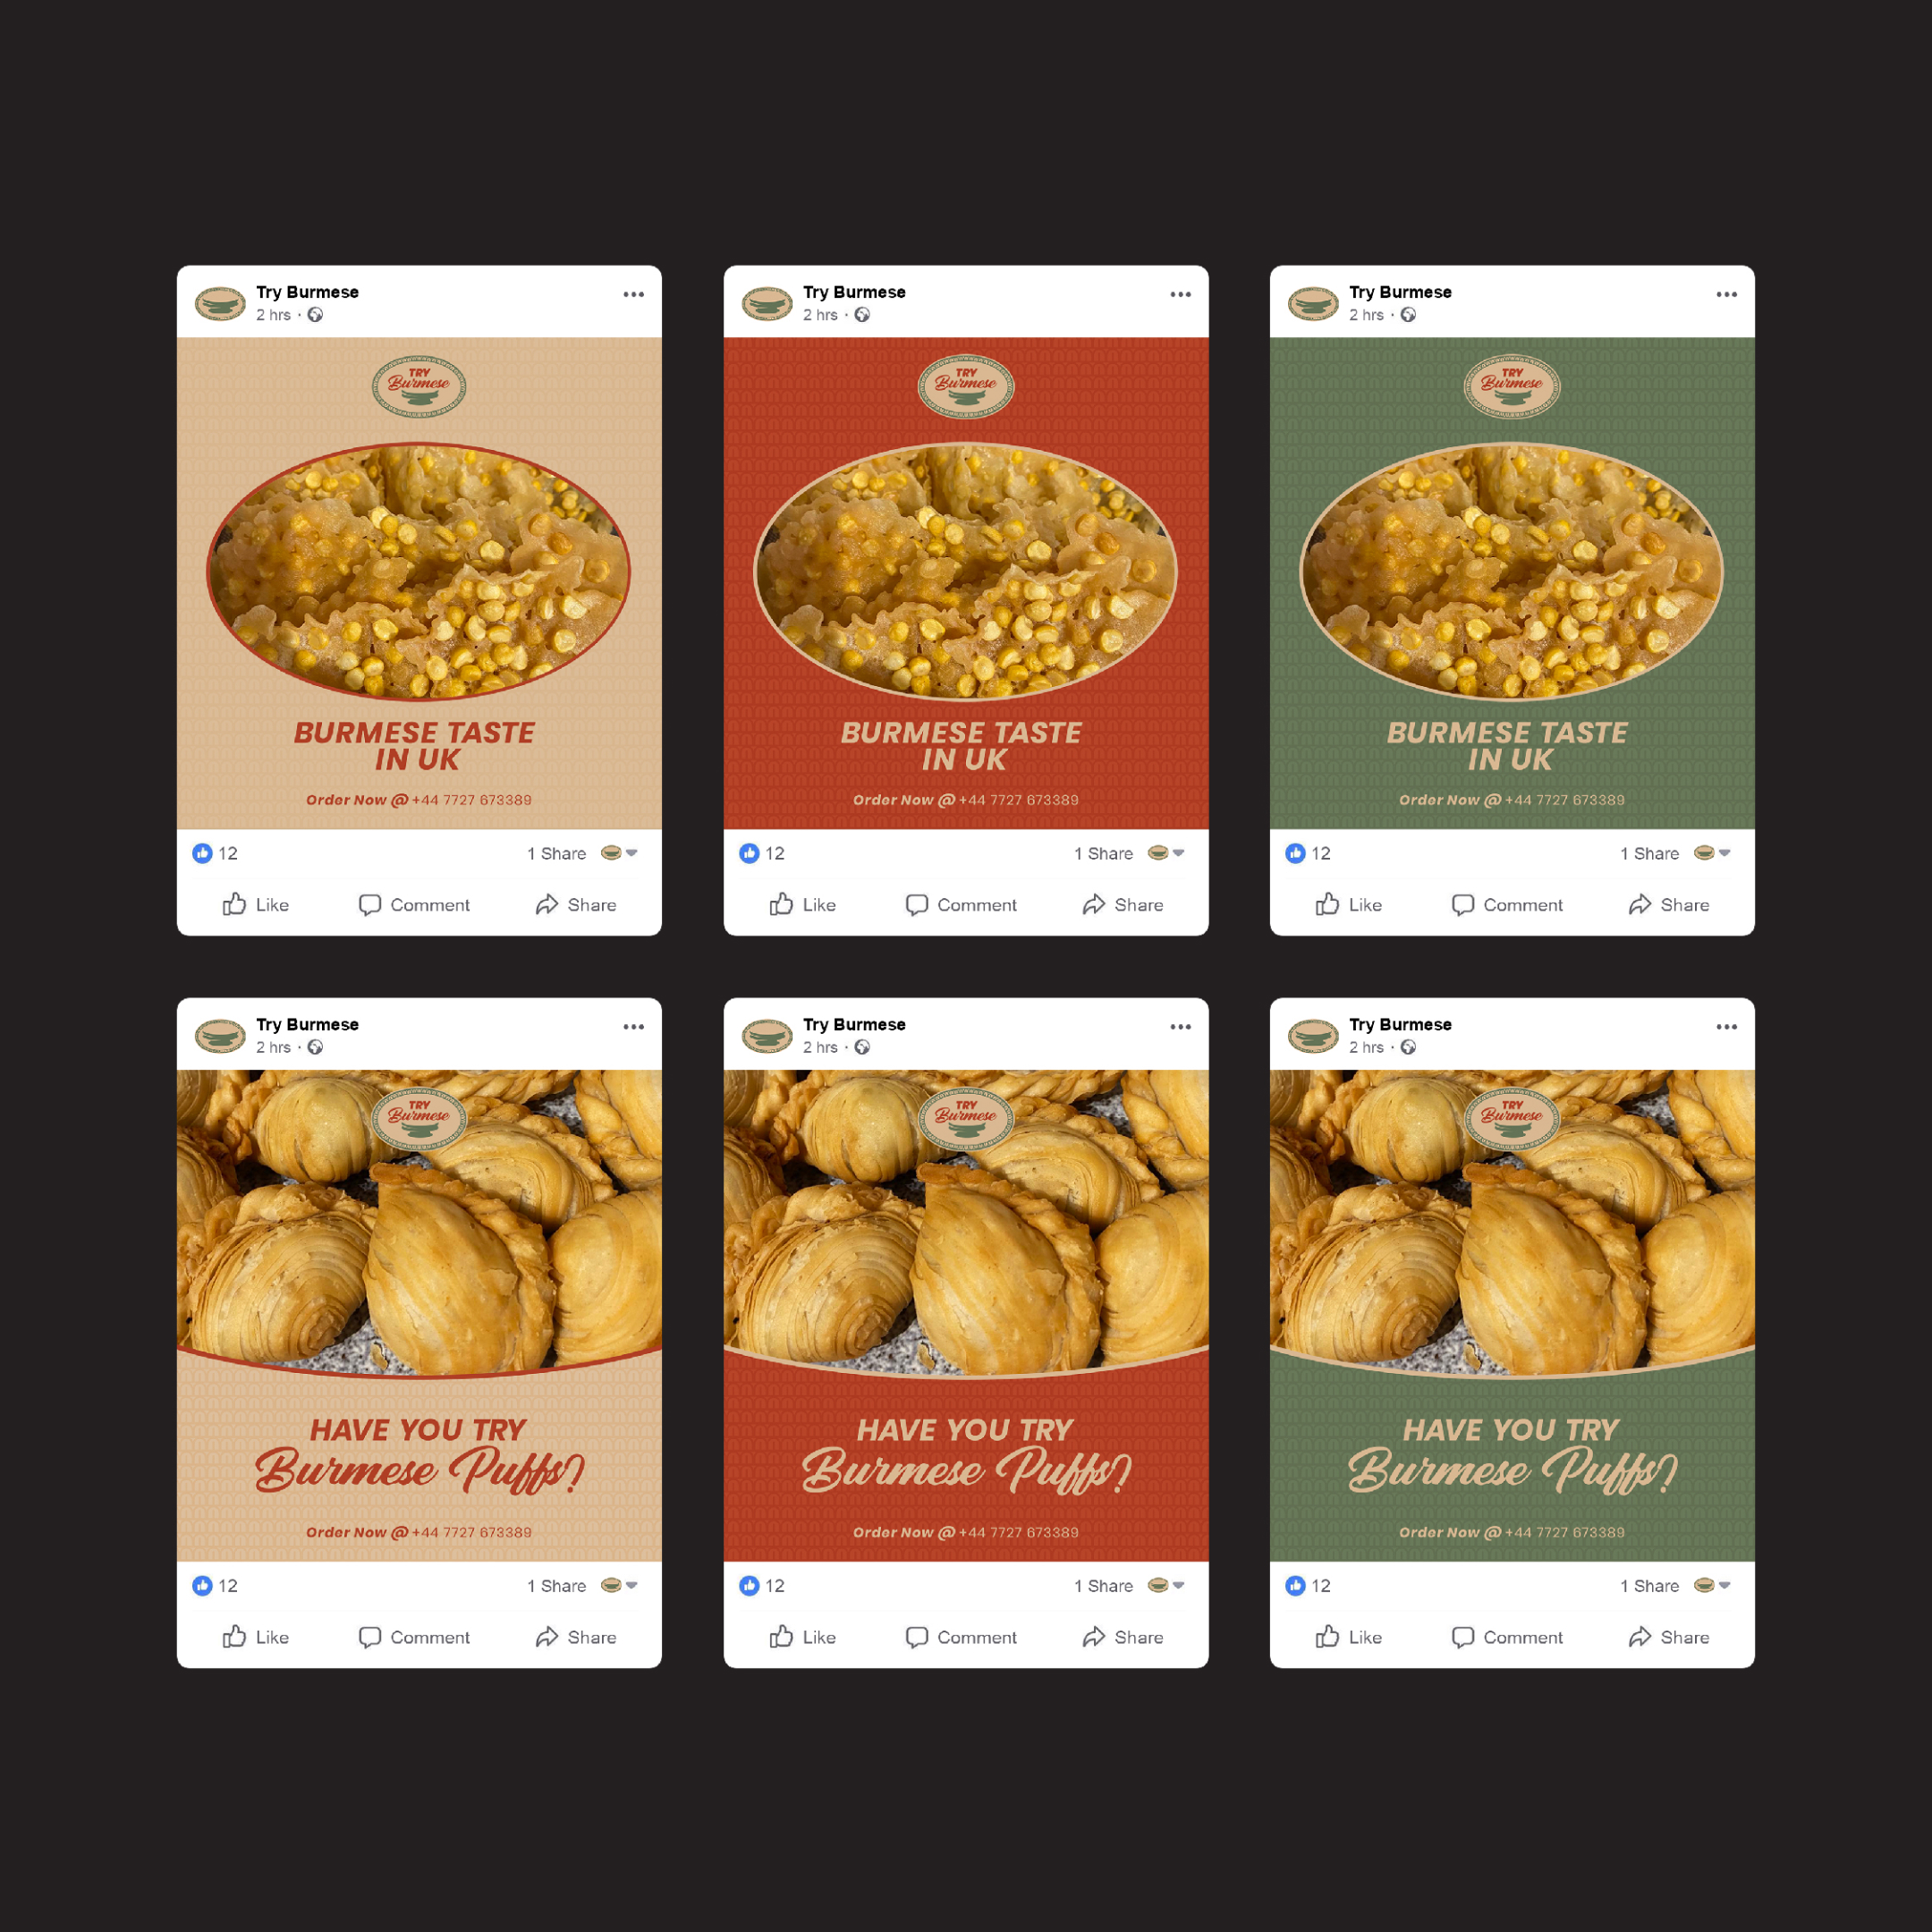 Try Burmese
2 hrs ·
TRY
Burmese
BURMESE TASTE
IN UK
Order Now @ +44 7727 673389
12
1 Share
Like
Comment
Share
Try Burmese
2 hrs ·
TRY
Burmese
BURMESE TASTE
IN UK
Order Now @ +44 7727 673389
12
1 Share
Like
Comment
Share
Try Burmese
2 hrs ·
TRY
Burmese
BURMESE TASTE
IN UK
Order Now @ +44 7727 673389
12
1 Share
Like
Comment
Share
Try Burmese
2 hrs ·
TRY
Burmese
HAVE YOU TRY
Burmese Puffs?
Order Now @ +44 7727 673389
12
1 Share
Like
Comment
Share
Try Burmese
2 hrs ·
TRY
Burmese
HAVE YOU TRY
Burmese Puffs?
Order Now @ +44 7727 673389
12
1 Share
Like
Comment
Share
Try Burmese
2 hrs ·
TRY
Burmese
HAVE YOU TRY
Burmese Puffs?
Order Now @ +44 7727 673389
12
1 Share
Like
Comment
Share